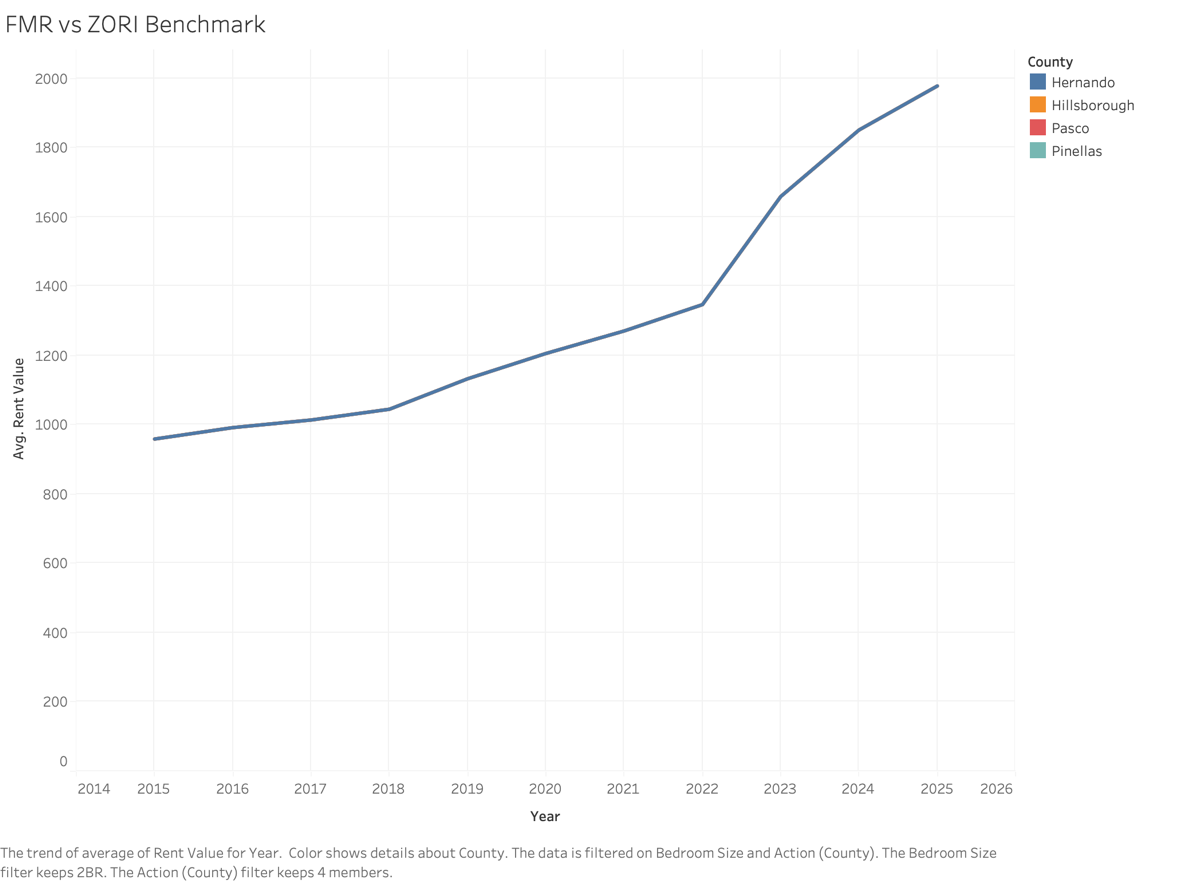 FMR vs ZORI Benchmark
County
Hernando
Hillsborough
Pasco
Pinellas
2000
1800
1600
1400
1200
1000
800
600
400
200
0
Avg. Rent Value
2014 2015 2016 2017 2018 2019 2020 2021 2022 2023 2024 2025 2026
Year
The trend of average of Rent Value for Year.  Color shows details about County. The data is filtered on Bedroom Size and Action (County). The Bedroom Size
filter keeps 2BR. The Action (County) filter keeps 4 members.